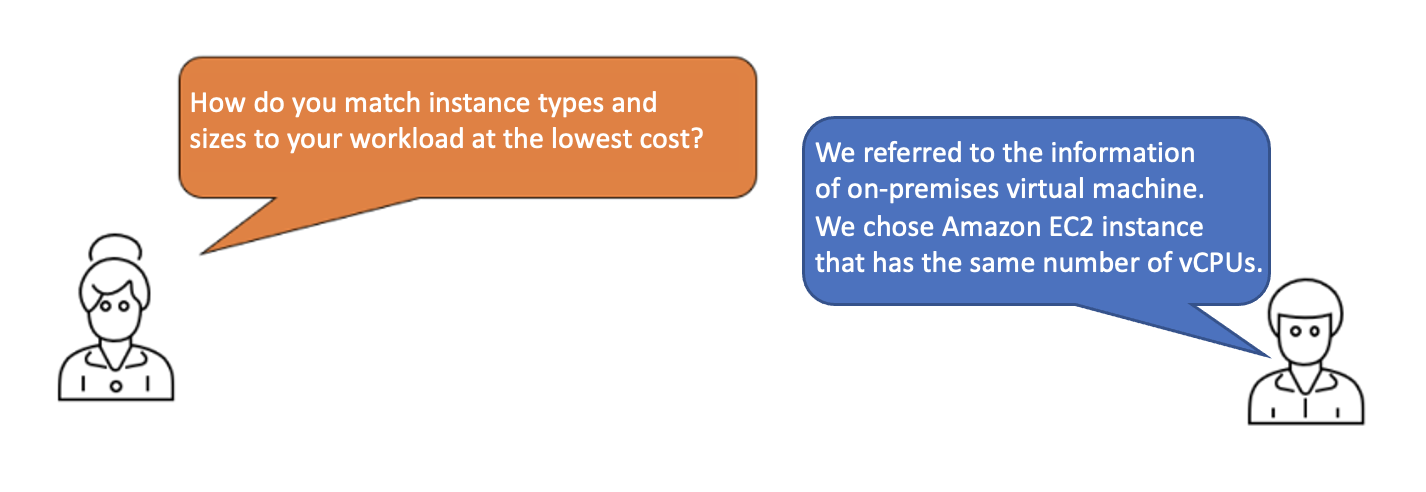 How do you match instance types and
sizes to your workload at the lowest cost?
We referred to the information
of on-premises virtual machine.
We chose Amazon EC2 instance
that has the same number of vCPUs.